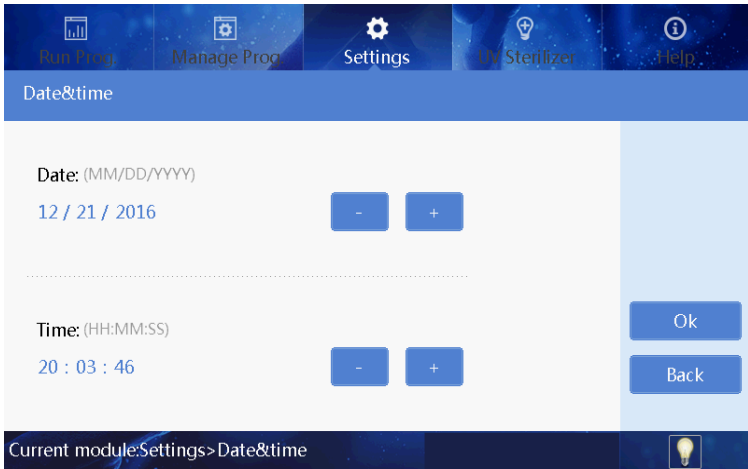 Run Prog.
Manage Prog.
Settings
UV Sterilizer
Help
Date&time
Date: (MM/DD/YYYY)
12 / 21 / 2016
- +
Time: (HH:MM:SS)
20 : 03 : 46
- +
Ok
Back
Current module:Settings>Date&time